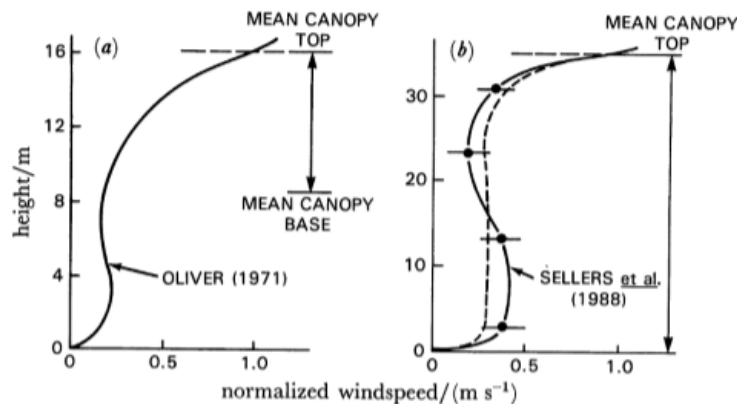 MEAN CANOPY
TOP
(a)
16
12
8
4
0
height/m
MEAN CANOPY
BASE
OLIVER (1971)
0
0.5
1.0
MEAN CANOPY
TOP
(b)
30
20
10
0
SELLERS et al.
(1988)
0
0.5
1.0
normalized windspeed/(m s⁻¹)